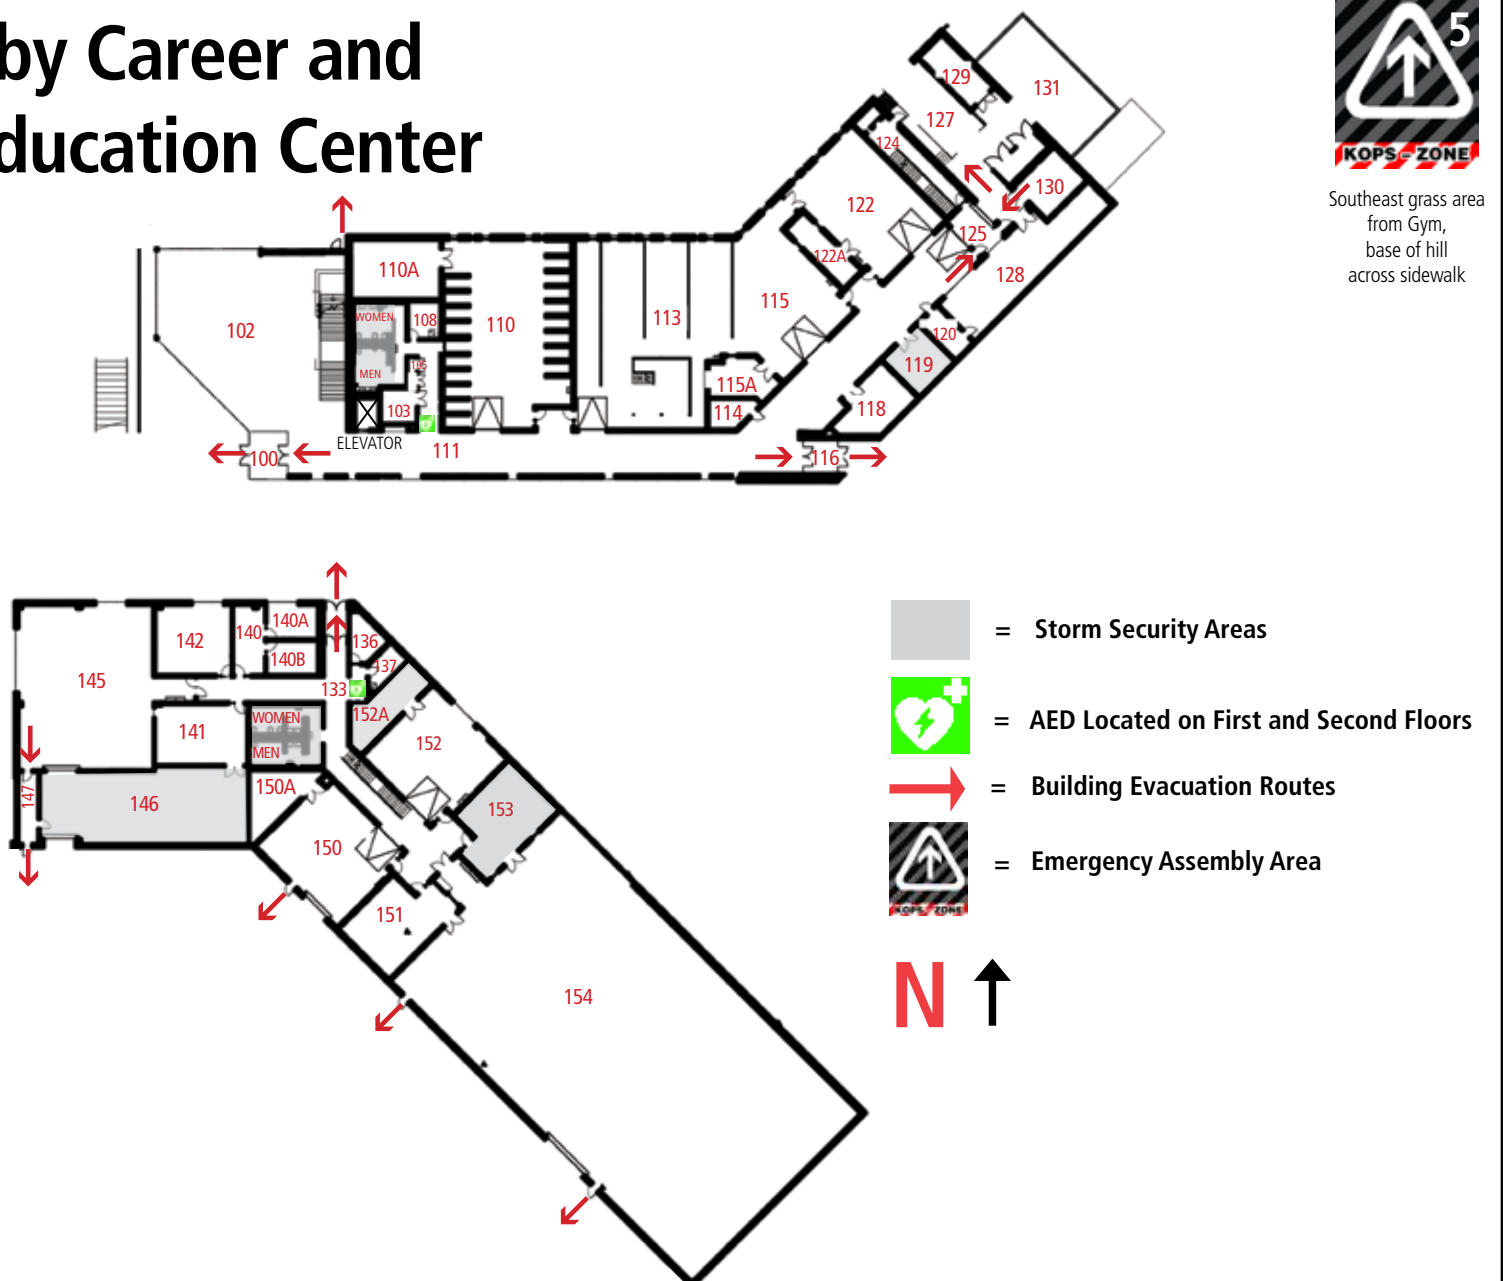 by Career and
ducation Center
5
KOPS – ZONE
Southeast grass area
from Gym,
base of hill
across sidewalk
129
131
127
124
130
122
125
122A
128
110A
115
WOMEN
108
110
113
102
120
105
119
MEN
115A
103
114
118
ELEVATOR
111
100
116
142
140
140A
140B
136
137
145
133
WOMEN
152A
141
MEN
152
150A
147
146
153
150
151
154
= Storm Security Areas
= AED Located on First and Second Floors
= Building Evacuation Routes
KOPS – ZONE
= Emergency Assembly Area
N